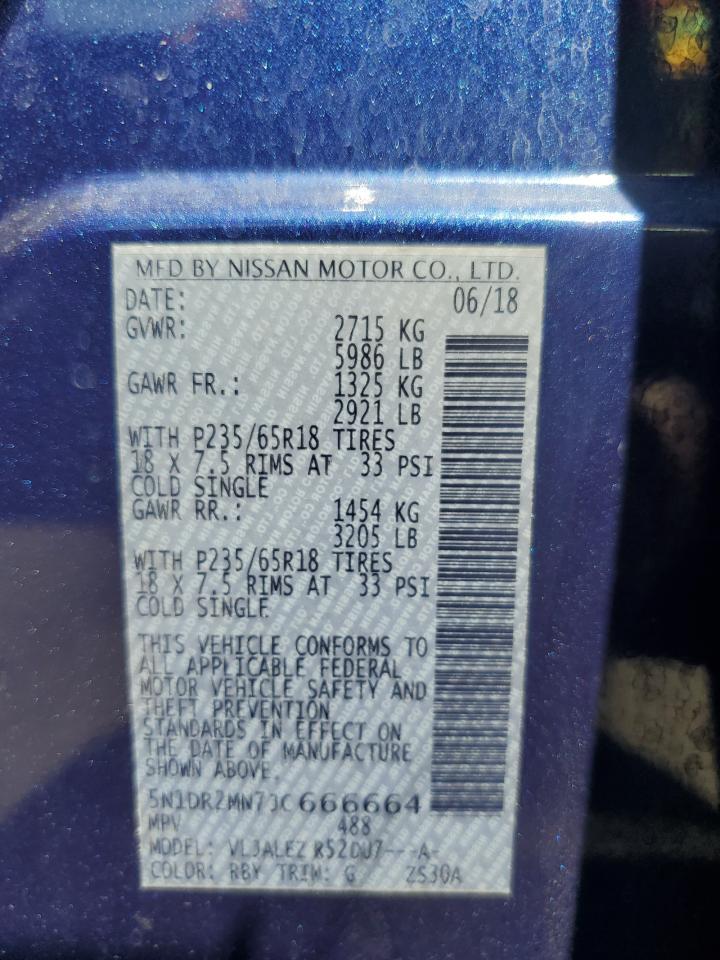 MFD BY NISSAN MOTOR CO., LTD.
DATE: 06/18
GVWR: 2715 KG
5986 LB
GAWR FR.: 1325 KG
2921 LB
WITH P235/65R18 TIRES
18 X 7.5 RIMS AT 33 PSI
COLD SINGLE
GAWR RR.: 1454 KG
3205 LB
WITH P235/65R18 TIRES
18 X 7.5 RIMS AT 33 PSI
COLD SINGLE
THIS VEHICLE CONFORMS TO
ALL APPLICABLE FEDERAL
MOTOR VEHICLE SAFETY AND
THEFT PREVENTION
STANDARDS IN EFFECT ON
THE DATE OF MANUFACTURE
SHOWN ABOVE.
5N1DR2MN7JC666664
MPV 488
MODEL: -A-
COLOR: RBY TRIM: G ZS30A